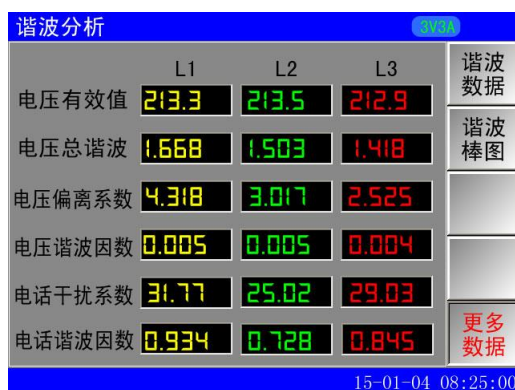 谐波分析 3V3A
L1 L2 L3
电压有效值 213.3 213.5 212.9
电压总谐波 1.668 1.503 1.418
电压偏离系数 4.318 3.017 2.525
电压谐波因数 0.005 0.005 0.004
电话干扰系数 31.77 25.02 29.03
电话谐波因数 0.934 0.728 0.845
谐波
数据
谐波
棒图
更多
数据
15-01-04 08:25:00